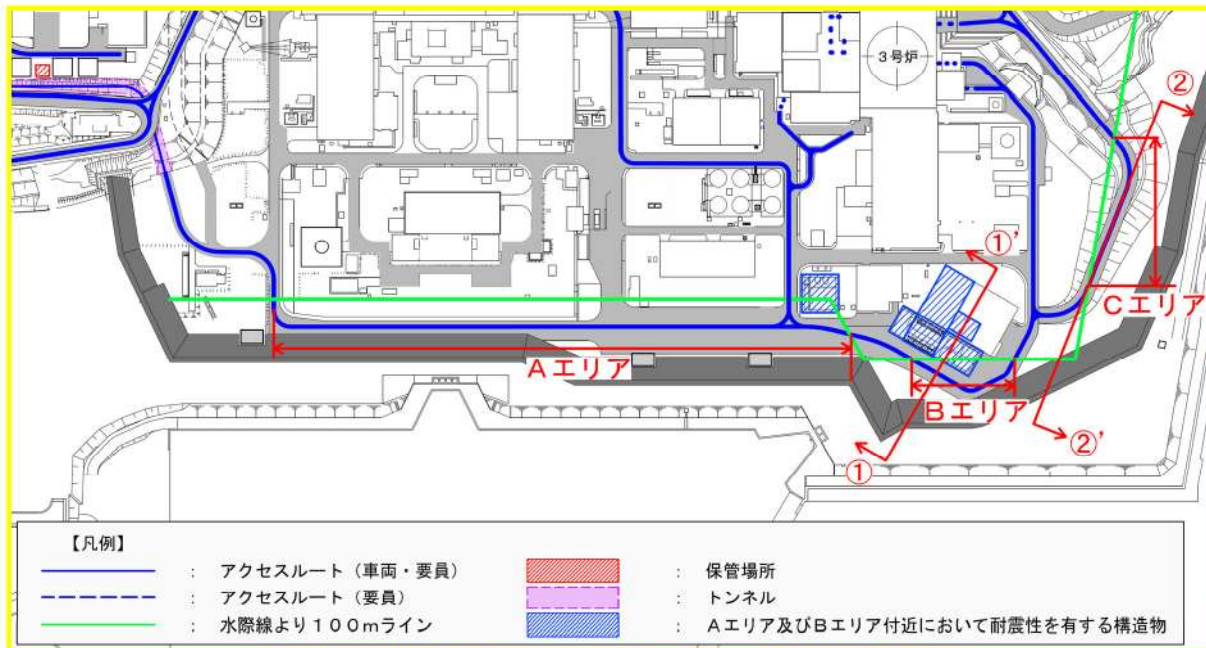 3号炉
②
①'
Cエリア
Aエリア
Bエリア
②'
①
【凡例】
: アクセスルート（車両・要員）
: アクセスルート（要員）
: 水際線より１００ｍライン
: 保管場所
: トンネル
: Ａエリア及びＢエリア付近において耐震性を有する構造物